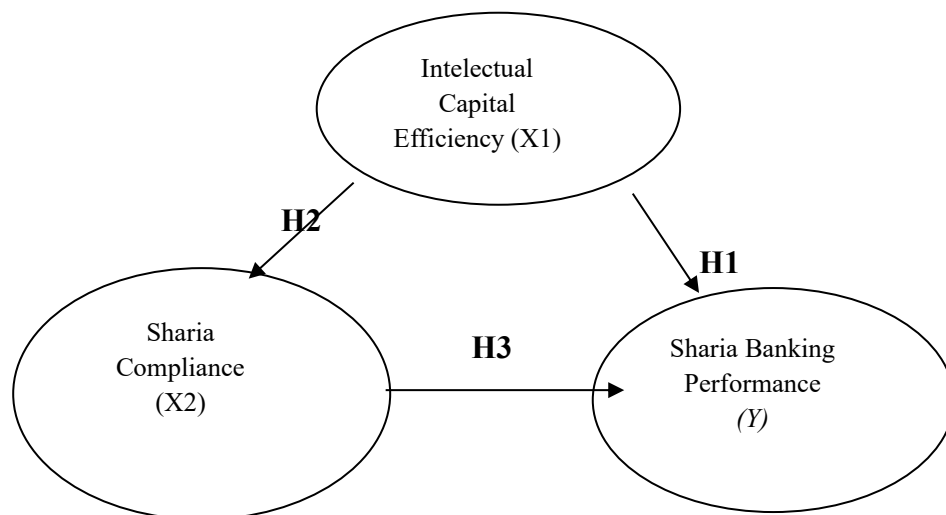 Intelectual
Capital
Efficiency (X1)
H2
H1
Sharia
Compliance
(X2)
H3
Sharia Banking
Performance
(Y)